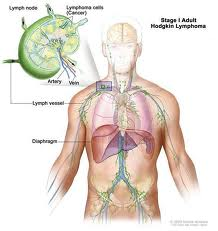 Lymph node
Lymphoma cells
(Cancer)
Stage I Adult
Hodgkin Lymphoma
Artery
Vein
Lymph vessel
Diaphragm